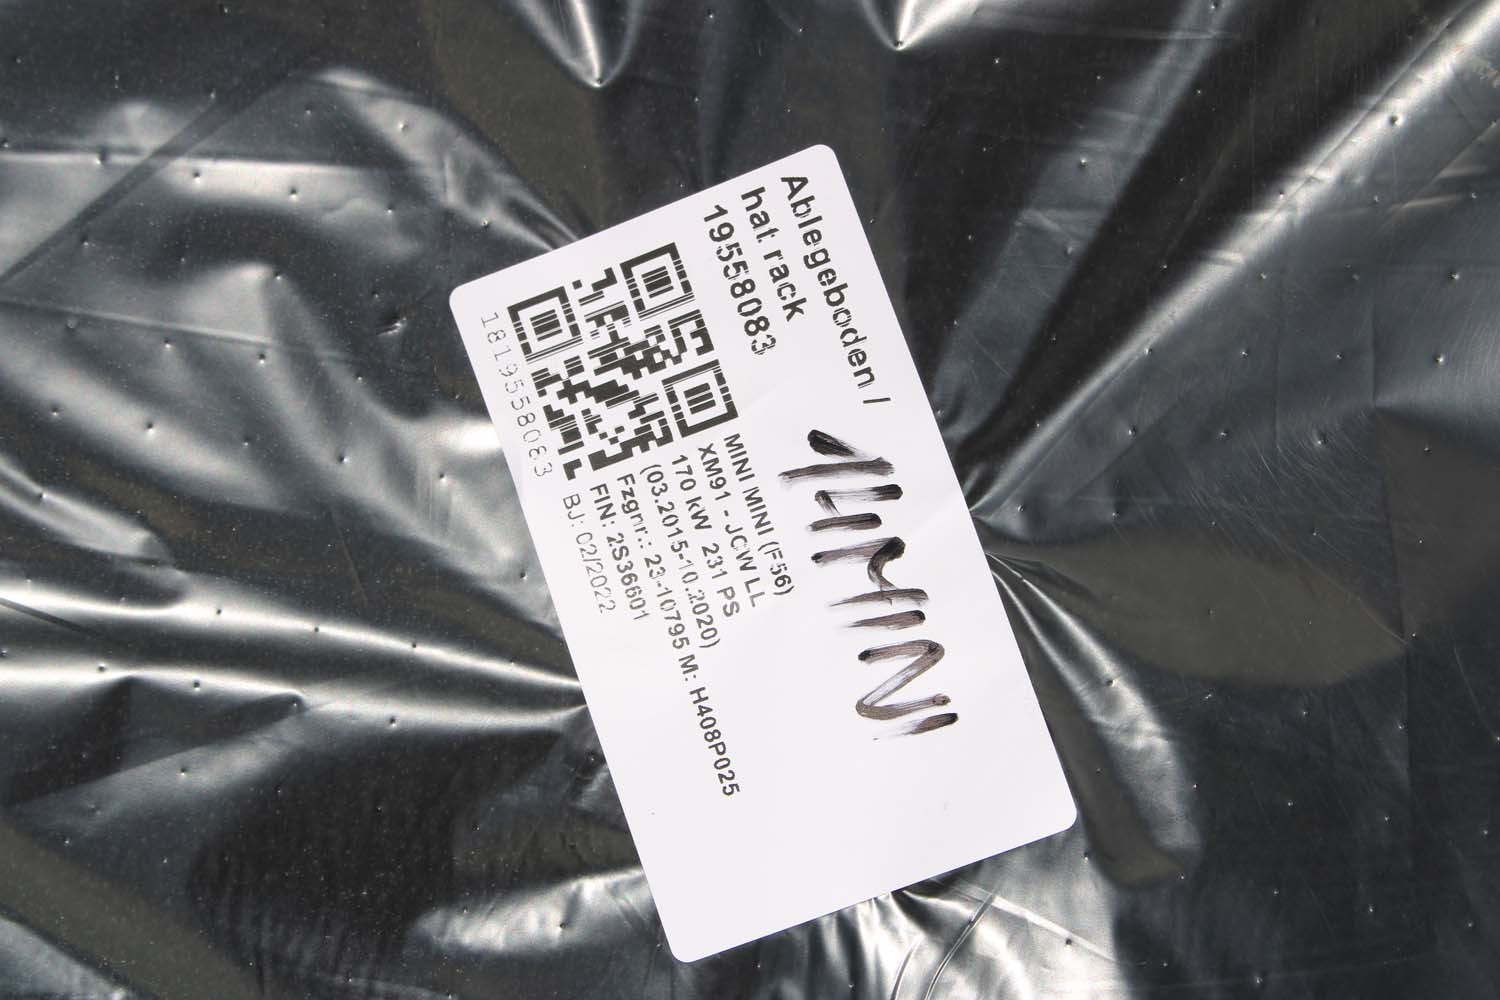 Ablegeboden /
hat rack
19558083
MINI MINI (F56)
XM91 - JCW LL
170 kW 231 PS
(03.2015-10.2020)
Fzgnr.: 23-10795 M: H408P025
FIN: 2S36601
BJ: 02/2022
1819558083